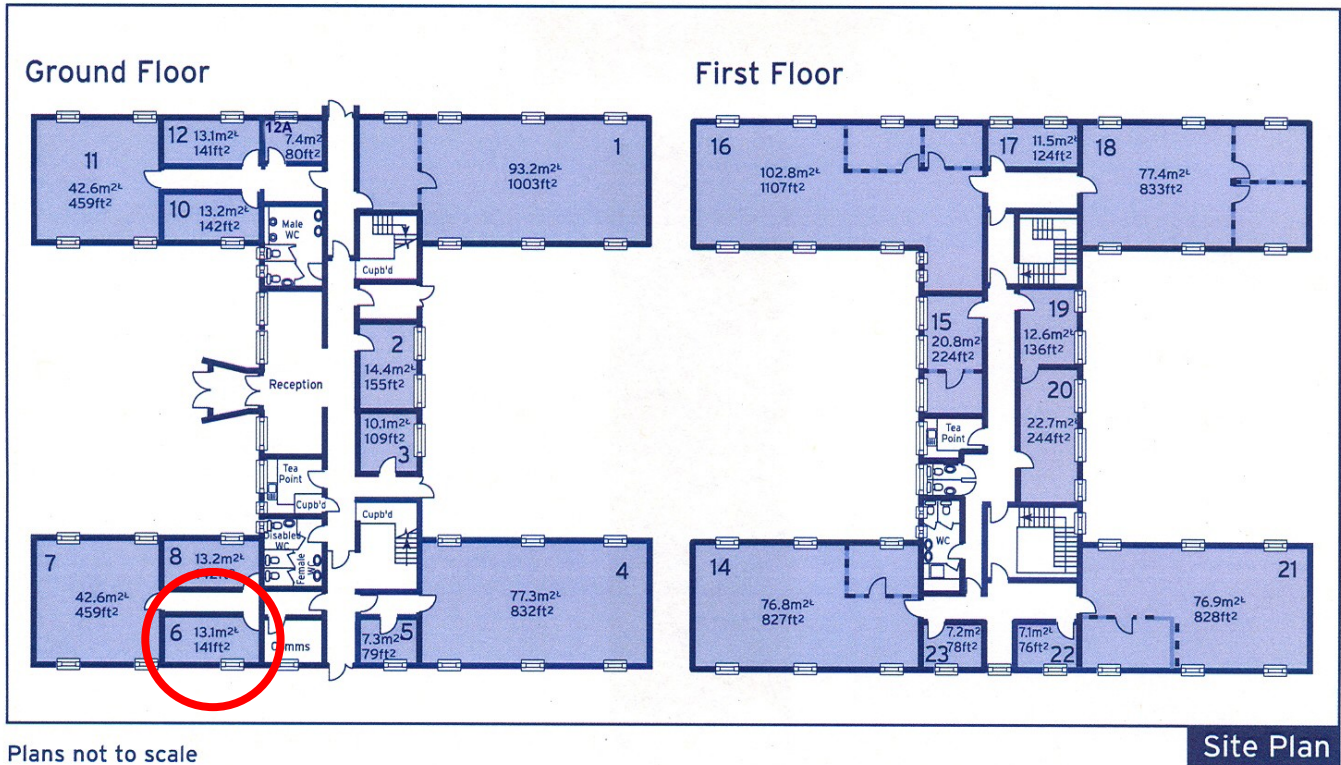 Ground Floor
11
42.6m²
459ft²
12 13.1m²
141ft²
12A
7.4m²
80ft²
10 13.2m²
142ft²
Male
WC
1
93.2m²
1003ft²
Cupb'd
2
14.4m²
155ft²
Reception
10.1m²
109ft²
3
Tea
Point
Cupb'd
Cupb'd
Disabled
WC
Female
WC
7
42.6m²
459ft²
8 13.2m²
142ft²
6 13.1m²
141ft²
Comms
7.3m²
79ft²
5
4
77.3m²
832ft²
First Floor
16
102.8m²
1107ft²
17
11.5m²
124ft²
18
77.4m²
833ft²
15
20.8m²
224ft²
19
12.6m²
136ft²
20
22.7m²
244ft²
Tea
Point
WC
14
76.8m²
827ft²
7.2m²
78ft²
23
7.1m²
76ft²
22
21
76.9m²
828ft²
Plans not to scale
Site Plan